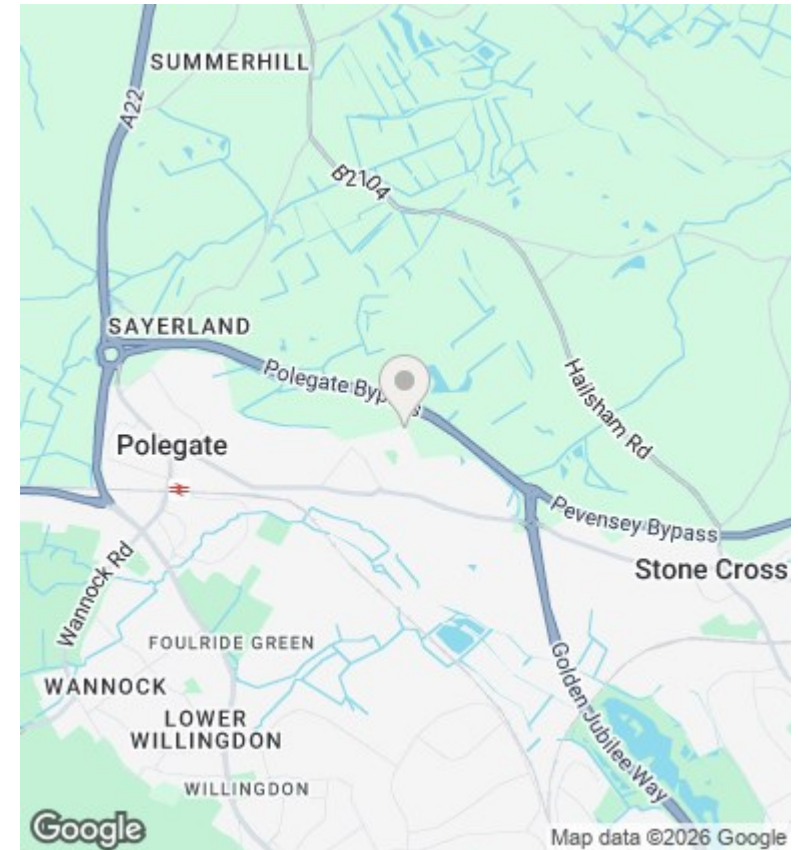 SUMMERHILL
A22
B2104
SAYERLAND
Polegate Bypass
Hailsham Rd
Polegate
Pevensey Bypass
Stone Cross
Wannock Rd
FOULRIDE GREEN
WANNOCK
LOWER
WILLINGDON
Golden Jubilee Way
WILLINGDON
Google
Map data ©2026 Google